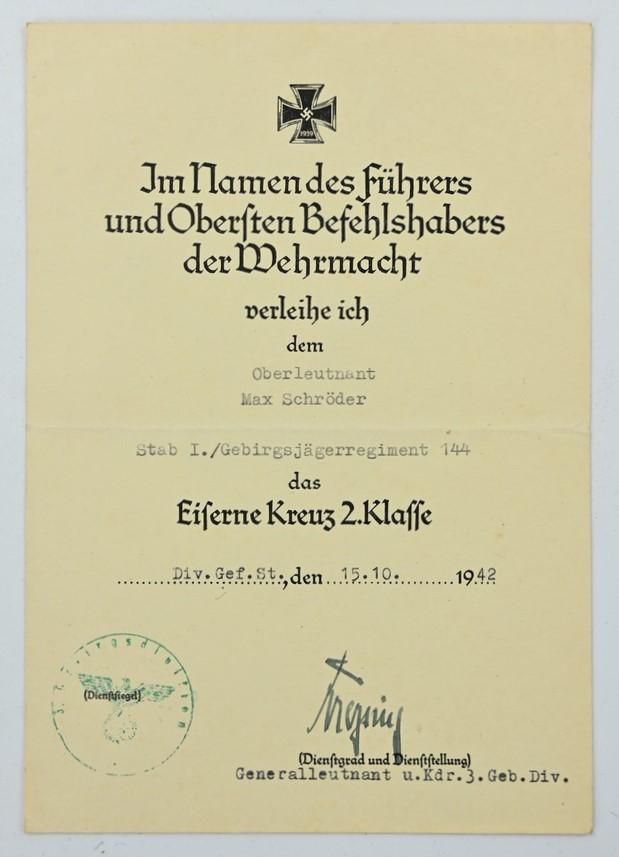 1939
Im Namen des Führers
und Obersten Befehlshabers
der Wehrmacht
verleihe ich
dem
Oberleutnant
Max Schröder
Stab I./Gebirgsjägerregiment 144
das
Eiserne Kreuz 2.Klasse
Div.Gef.St., den 15.10. 1942
(Dienstsiegel)
(Dienstgrad und Dienststellung)
Generalleutnant u.Kdr.3.Geb.Div.